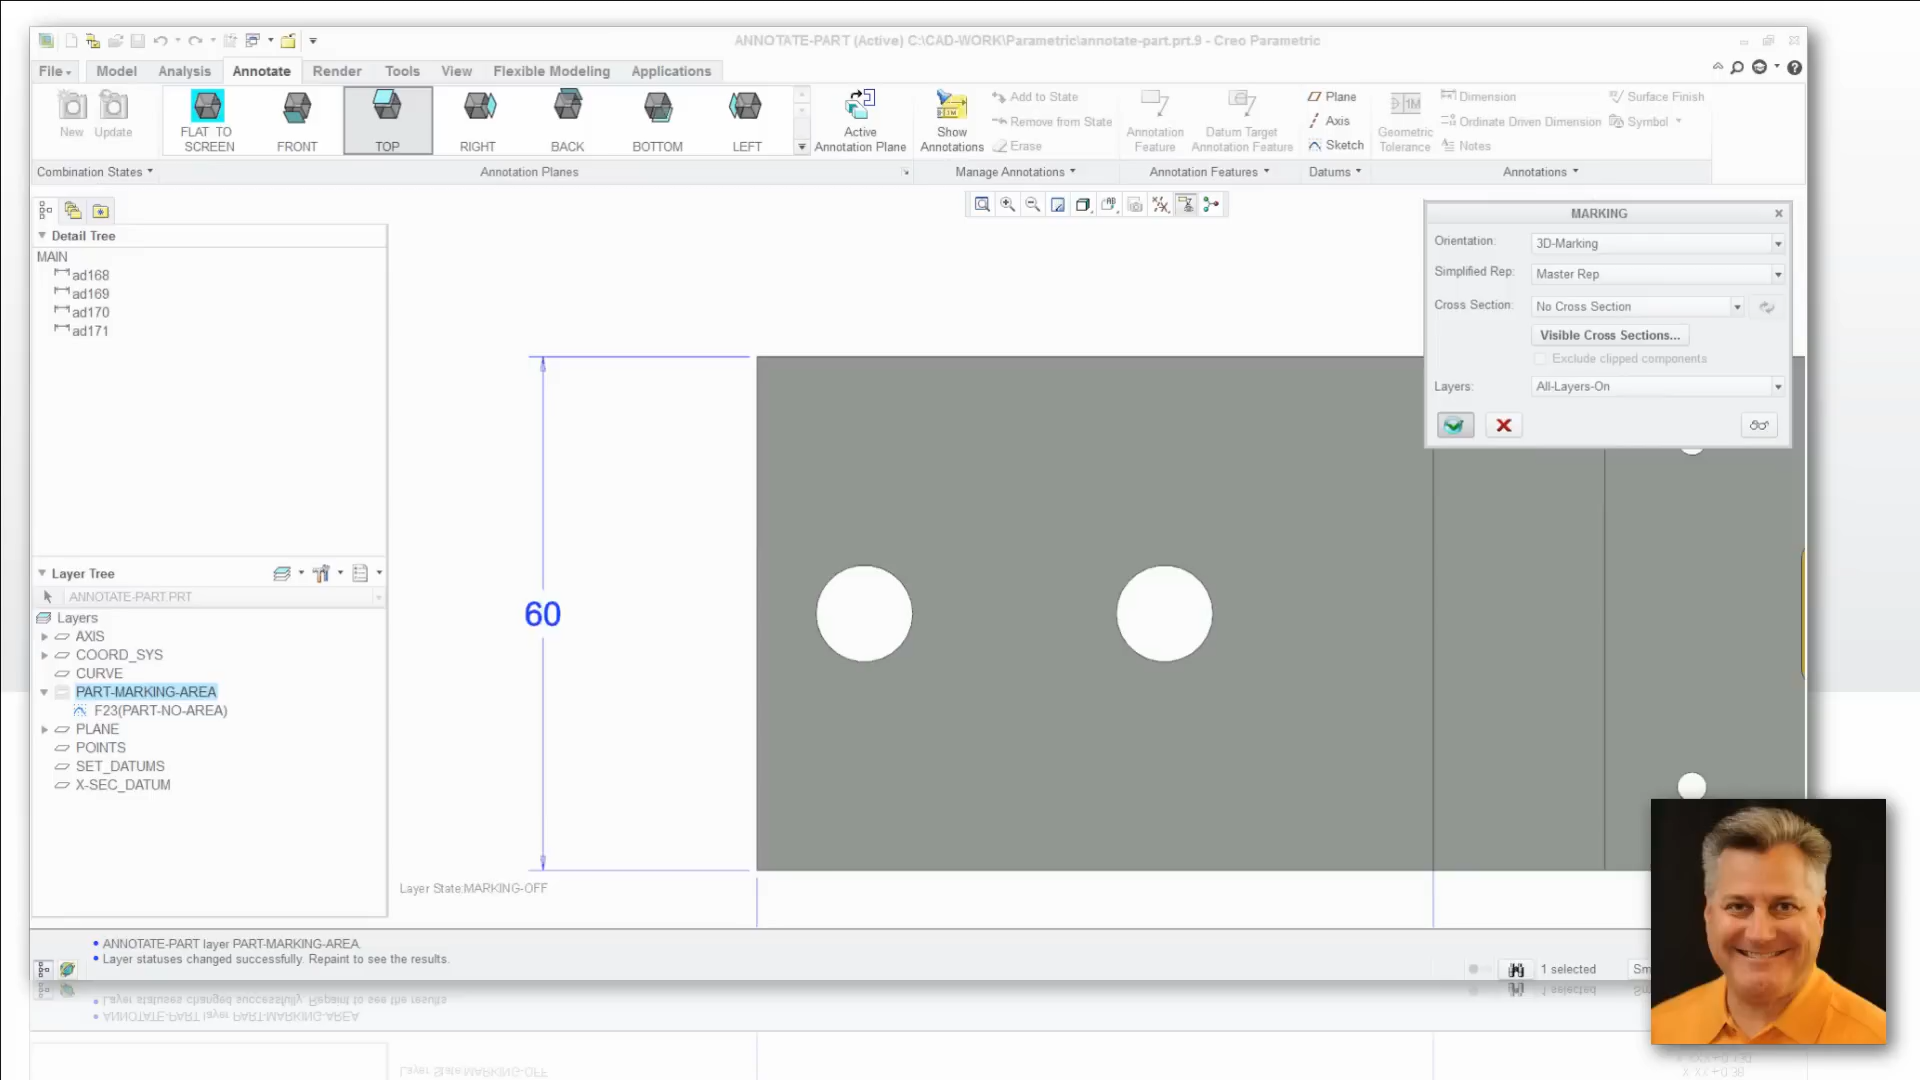 ANNOTATE-PART (Active) C:\CAD-WORK\Parametric\annotate-part.prt.9 - Creo Parametric
File Model Analysis Annotate Render Tools View Flexible Modeling Applications
New Update FLAT TO SCREEN FRONT TOP RIGHT BACK BOTTOM LEFT Active Annotation Plane Show Annotations
Add to State
Remove from State
Erase
Annotation Feature
Datum Target Annotation Feature
Plane
Axis
Sketch
Geometric Tolerance
Dimension
Ordinate Driven Dimension
Notes
Surface Finish
Symbol
Combination States Annotation Planes Manage Annotations Annotation Features Datums Annotations
Detail Tree
MAIN
ad168
ad169
ad170
ad171
MARKING
Orientation: 3D-Marking
Simplified Rep: Master Rep
Cross Section: No Cross Section
Visible Cross Sections...
Exclude clipped components
Layers: All-Layers-On
60
Layer Tree
ANNOTATE-PART.PRT
Layers
AXIS
COORD_SYS
CURVE
PART-MARKING-AREA
F23(PART-NO-AREA)
PLANE
POINTS
SET_DATUMS
X-SEC_DATUM
Layer State:MARKING-OFF
• ANNOTATE-PART layer PART-MARKING-AREA.
• Layer statuses changed successfully. Repaint to see the results.
1 selected
Sm